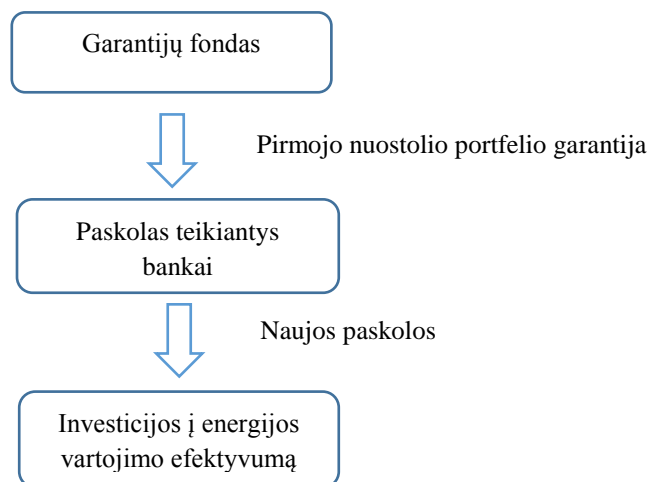 Garantijų fondas
Pirmojo nuostolio portfelio garantija
Paskolas teikiantys
bankai
Naujos paskolos
Investicijos į energijos
vartojimo efektyvumą